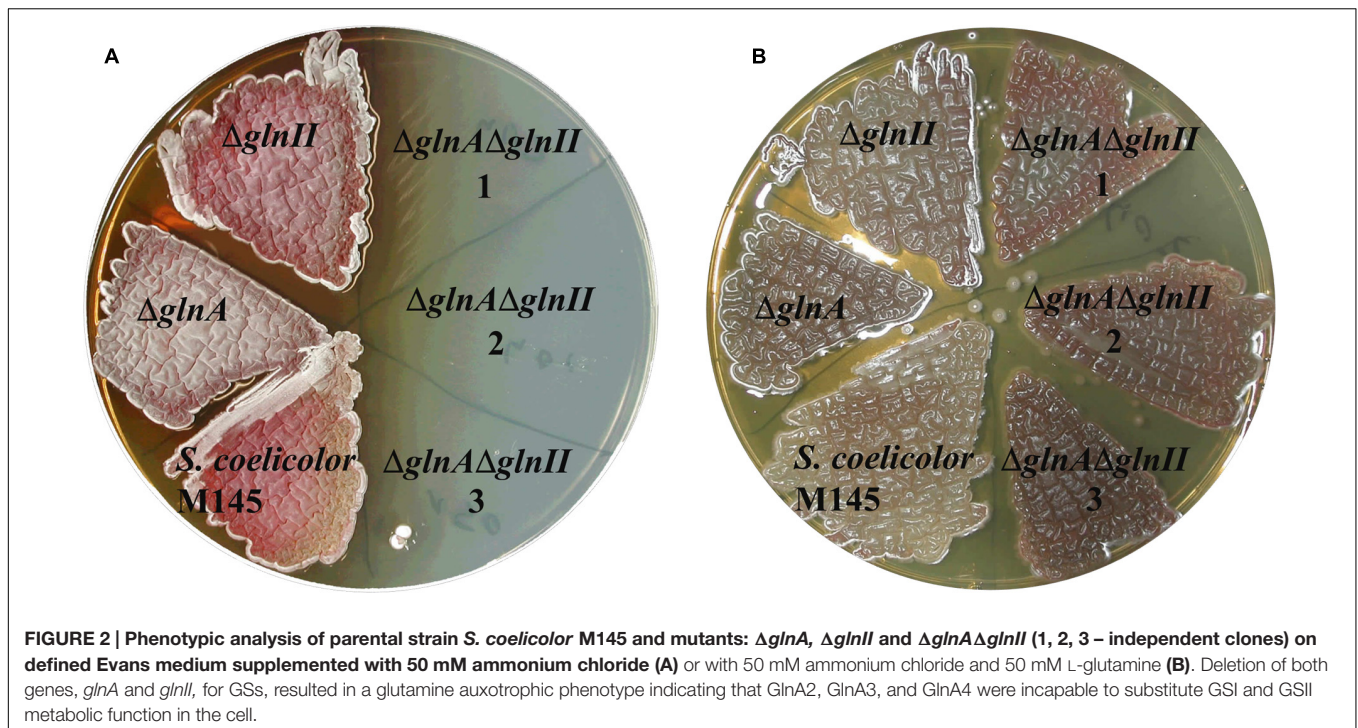 A
ΔglnII
ΔglnAΔglnII
1
ΔglnA
ΔglnAΔglnII
2
S. coelicolor
M145
ΔglnAΔglnII
3
B
ΔglnII
ΔglnAΔglnII
1
ΔglnA
ΔglnAΔglnII
2
S. coelicolor
M145
ΔglnAΔglnII
3
FIGURE 2 | Phenotypic analysis of parental strain S. coelicolor M145 and mutants: ΔglnA, ΔglnII and ΔglnAΔglnII (1, 2, 3 – independent clones) on
defined Evans medium supplemented with 50 mM ammonium chloride (A) or with 50 mM ammonium chloride and 50 mM L-glutamine (B). Deletion of both
genes, glnA and glnII, for GSs, resulted in a glutamine auxotrophic phenotype indicating that GlnA2, GlnA3, and GlnA4 were incapable to substitute GSI and GSII
metabolic function in the cell.